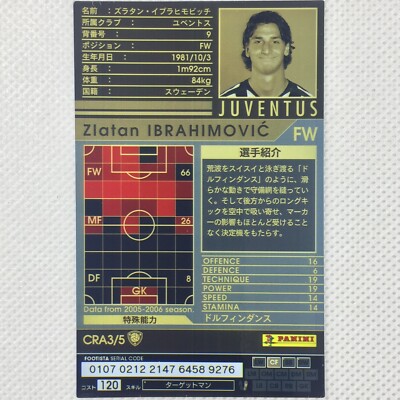 名前：ズラタン・イブラヒモビッチ
所属クラブ： ユベントス
背番号： 9
ポジション： FW
生年月日： 1981/10/3
身長： 1m92cm
体重： 84kg
国籍： スウェーデン
JUVENTUS
Zlatan IBRAHIMOVIĆ FW
FW 66
MF 26
DF 8
GK
Data from 2005-2006 season.
特殊能力
選手紹介
荒波をスイスイと泳ぎ渡る「ド
ルフィンダンス」のように、滑
らかな動きで守備網を縫ってい
く。そして後方からのロングキ
ックを空中で吸い寄せ、マーカー
の影響もほとんど受けることな
く決定機をもたらす。
OFFENCE 16
DEFENCE 6
TECHNIQUE 19
POWER 19
SPEED 14
STAMINA 14
ドルフィンダンス
CRA3/5
PANINI
FOOTISTA SERIAL CODE
0107 0212 2147 6458 9276
CF
コスト 120 スキル ターゲットマン